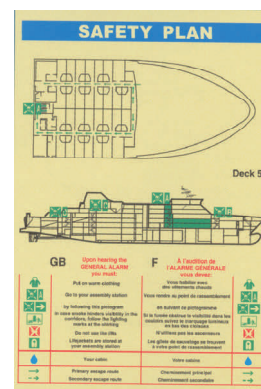 SAFETY PLAN
Deck 5
GB
Upon hearing the
GENERAL ALARM
you must:
Put on warm clothing
Go to your assembly station
by following this pictogram
in case smoke hinders visibility in the
corridors, follow the lighting
marks at the skirting
Do not use the lifts
Lifejackets are stored at
your assembly station
Your cabin
Primary escape route
Secondary escape route
F
A l'audition de
l'ALARME GÉNÉRALE
vous devez:
Vous habiller avec
des vêtements chauds
Vous rendre au point de rassemblement
en suivant ce pictogramme
Si la fumée obscurcit la visibilité dans les
couloirs suivez le marquage lumineux
en bas des cloisons
N'utilisez pas les ascenseurs
Les gilets de sauvetage se trouvent
à votre point de rassemblement
Votre cabine
Cheminement principal
Cheminement secondaire